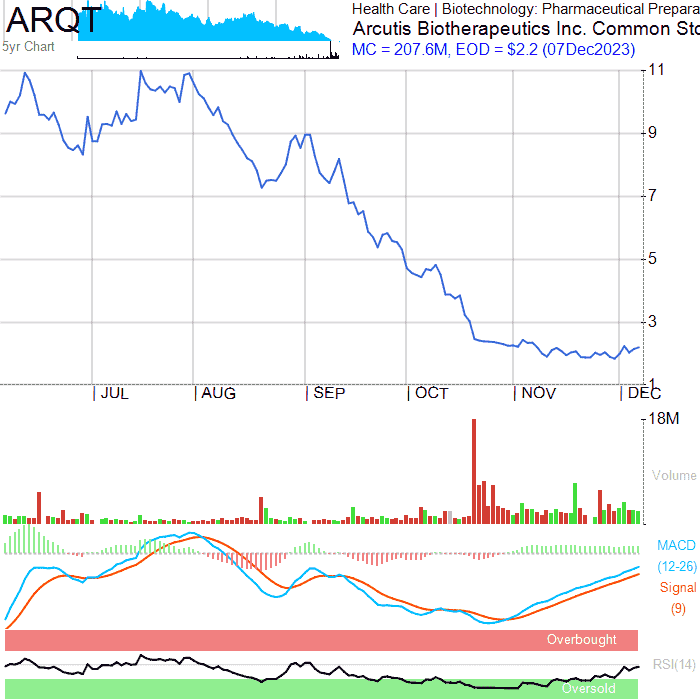 ARQT
5yr Chart
Health Care | Biotechnology: Pharmaceutical Prepara
Arcutis Biotherapeutics Inc. Common Sto
MC = 207.6M, EOD = $2.2 (07Dec2023)
11
9
7
5
3
1
JUL AUG SEP OCT NOV DEC
18M
Volume
MACD
(12-26)
Signal
(9)
Overbought
RSI(14)
Oversold